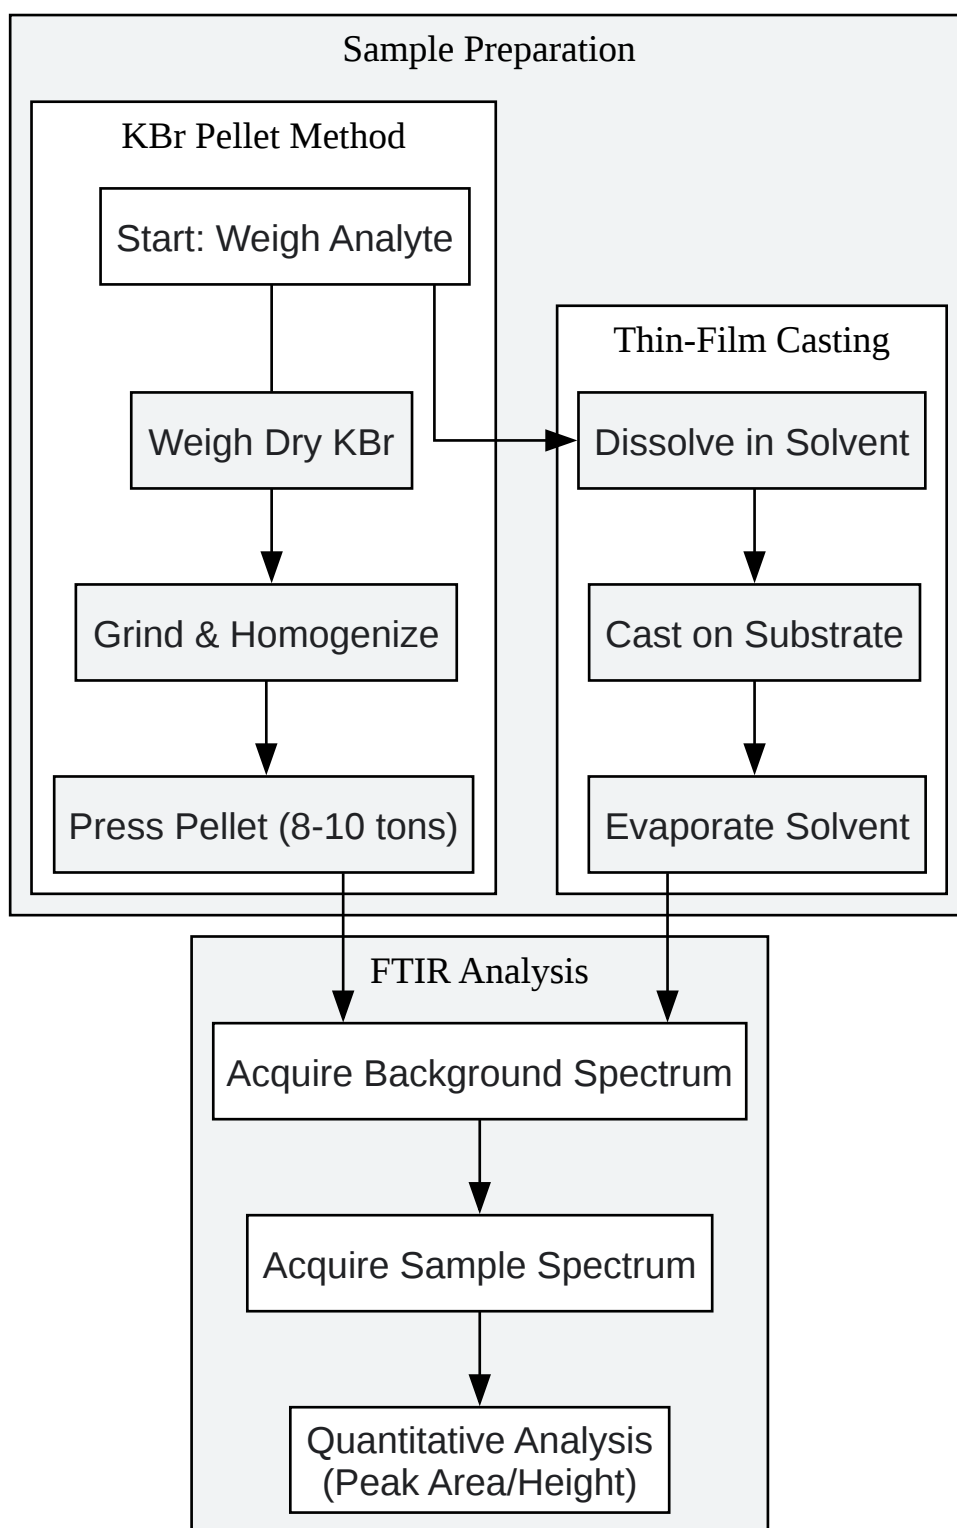 Sample Preparation
KBr Pellet Method
Start: Weigh Analyte
Weigh Dry KBr
Grind & Homogenize
Press Pellet (8-10 tons)
Thin-Film Casting
Dissolve in Solvent
Cast on Substrate
Evaporate Solvent
FTIR Analysis
Acquire Background Spectrum
Acquire Sample Spectrum
Quantitative Analysis
(Peak Area/Height)